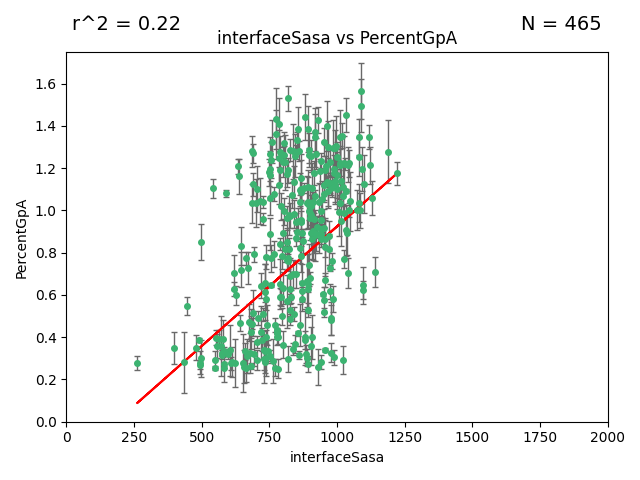 r^2 = 0.22
N = 465
interfaceSasa vs PercentGpA
PercentGpA
1.6
1.4
1.2
1.0
0.8
0.6
0.4
0.2
0.0
0 250 500 750 1000 1250 1500 1750 2000
interfaceSasa